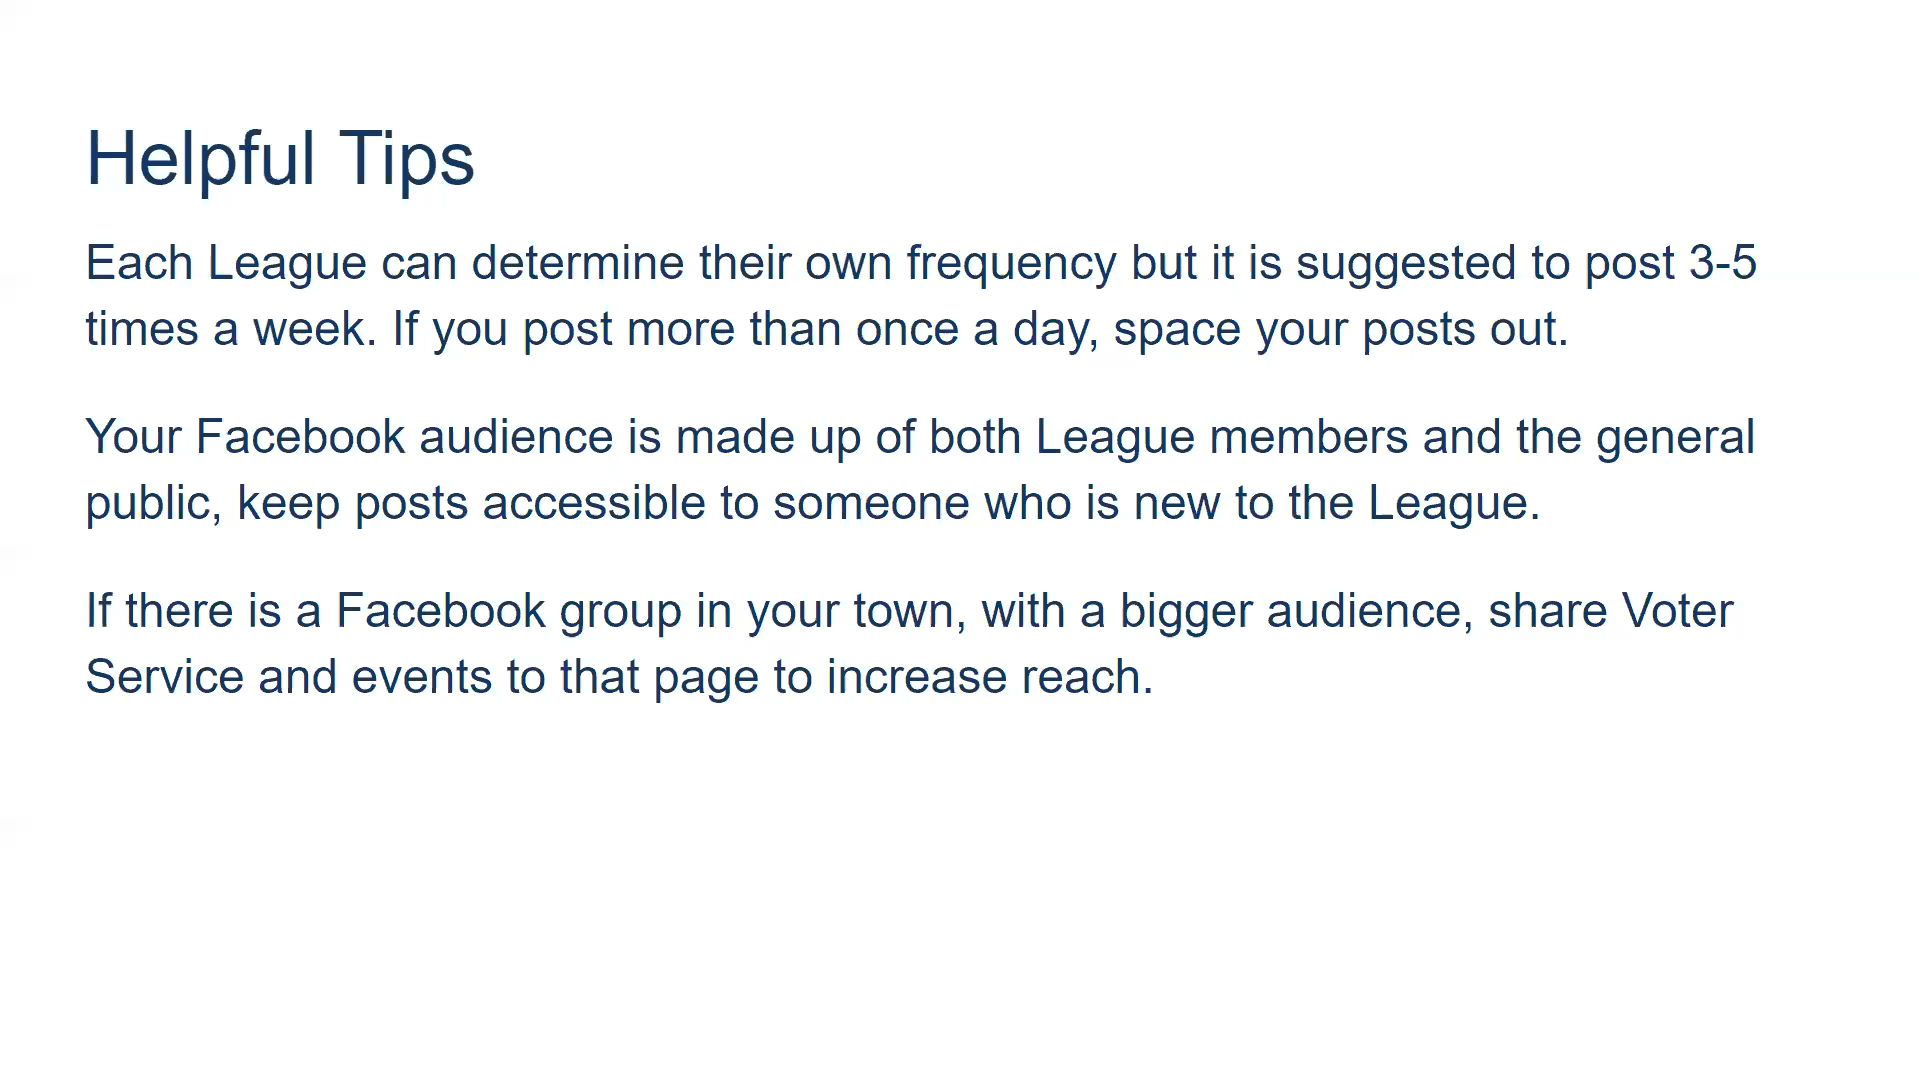 Helpful Tips
Each League can determine their own frequency but it is suggested to post 3-5
times a week. If you post more than once a day, space your posts out.
Your Facebook audience is made up of both League members and the general
public, keep posts accessible to someone who is new to the League.
If there is a Facebook group in your town, with a bigger audience, share Voter
Service and events to that page to increase reach.